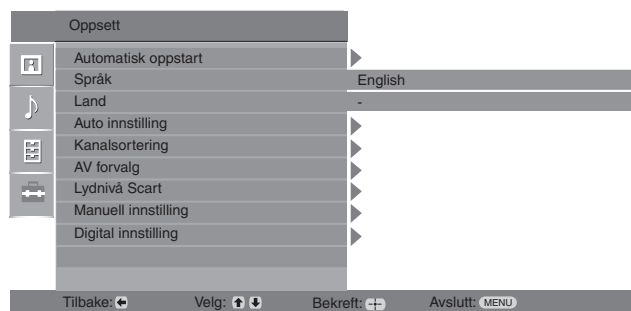 Oppsett
Automatisk oppstart
Språk English
Land -
Auto innstilling
Kanalsortering
AV forvalg
Lydnivå Scart
Manuell innstilling
Digital innstilling
Tilbake: Velg: Bekreft: Avslutt: MENU